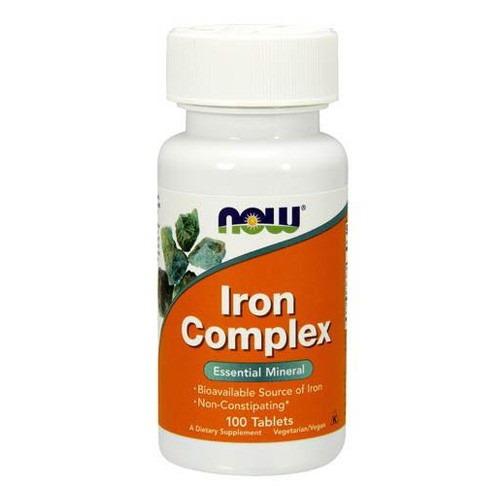 now®
Iron
Complex
Essential Mineral
•Bioavailable Source of Iron
•Non-Constipating*
100 Tablets
A Dietary Supplement Vegetarian/Vegan
K